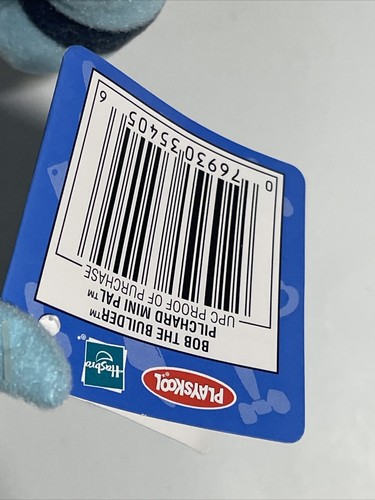 PLAYSKOOL®
Hasbro®
BOB THE BUILDER™
PILCHARD MINI PAL™
UPC PROOF OF PURCHASE
0 76930 35405 6